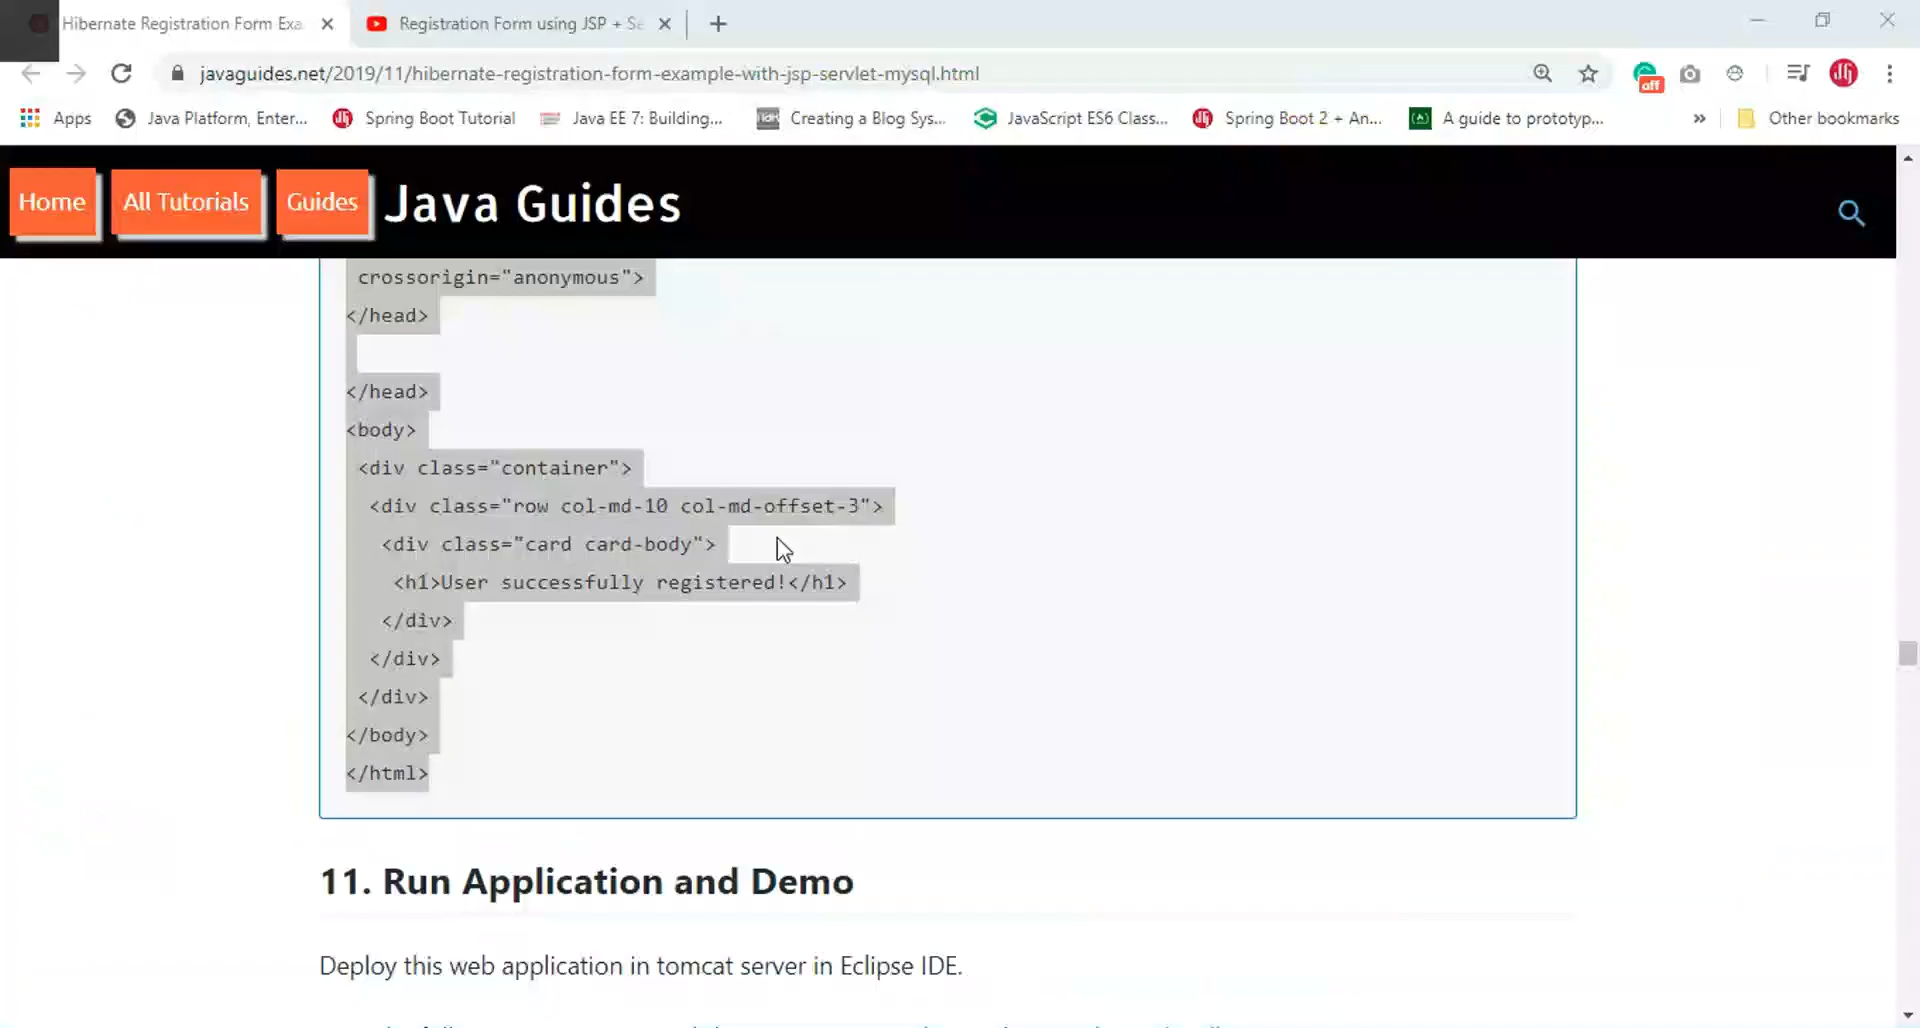 Hibernate Registration Form Exa
Registration Form using JSP + Se
javaguides.net/2019/11/hibernate-registration-form-example-with-jsp-servlet-mysql.html
off
Apps
Java Platform, Enter...
Spring Boot Tutorial
Java EE 7: Building...
Creating a Blog Sys...
JavaScript ES6 Class...
Spring Boot 2 + An...
A guide to prototyp...
»
Other bookmarks
Home
All Tutorials
Guides
Java Guides
crossorigin="anonymous">
</head>
</head>
<body>
<div class="container">
<div class="row col-md-10 col-md-offset-3">
<div class="card card-body">
<h1>User successfully registered!</h1>
</div>
</div>
</div>
</body>
</html>
11. Run Application and Demo
Deploy this web application in tomcat server in Eclipse IDE.